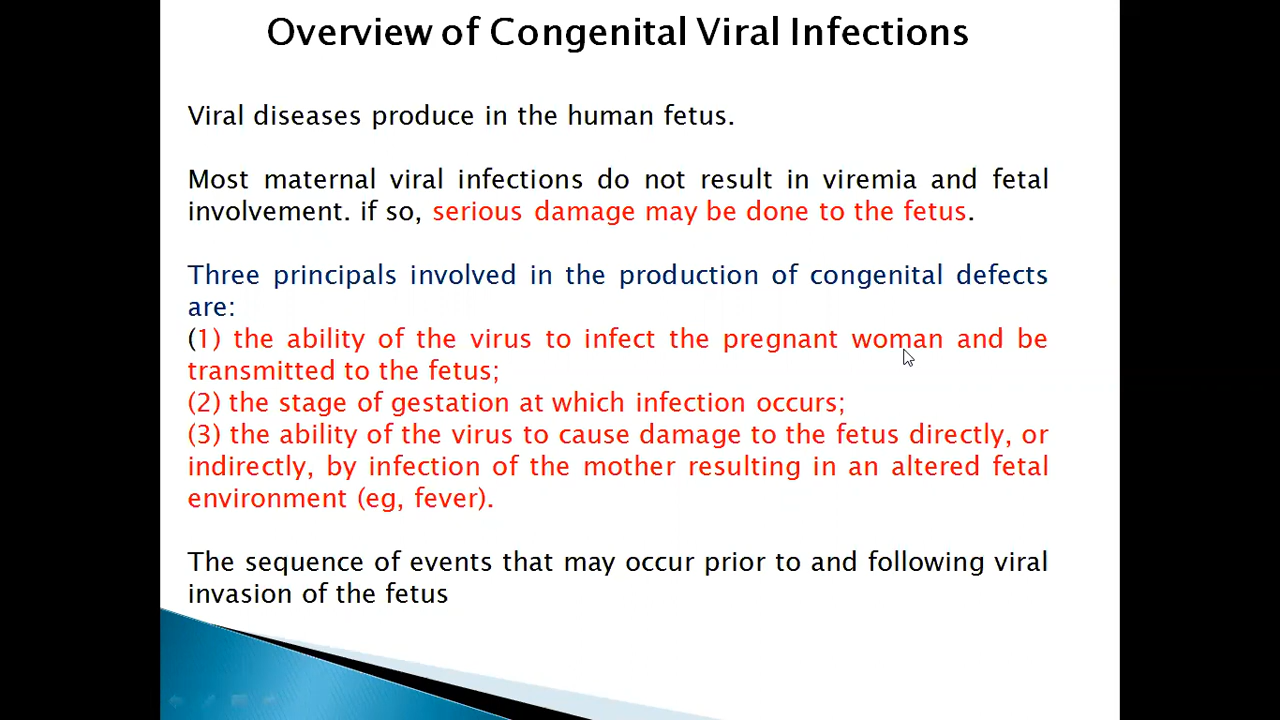 Overview of Congenital Viral Infections
Viral diseases produce in the human fetus.
Most maternal viral infections do not result in viremia and fetal
involvement. if so, serious damage may be done to the fetus.
Three principals involved in the production of congenital defects
are:
(1) the ability of the virus to infect the pregnant woman and be
transmitted to the fetus;
(2) the stage of gestation at which infection occurs;
(3) the ability of the virus to cause damage to the fetus directly, or
indirectly, by infection of the mother resulting in an altered fetal
environment (eg, fever).
The sequence of events that may occur prior to and following viral
invasion of the fetus